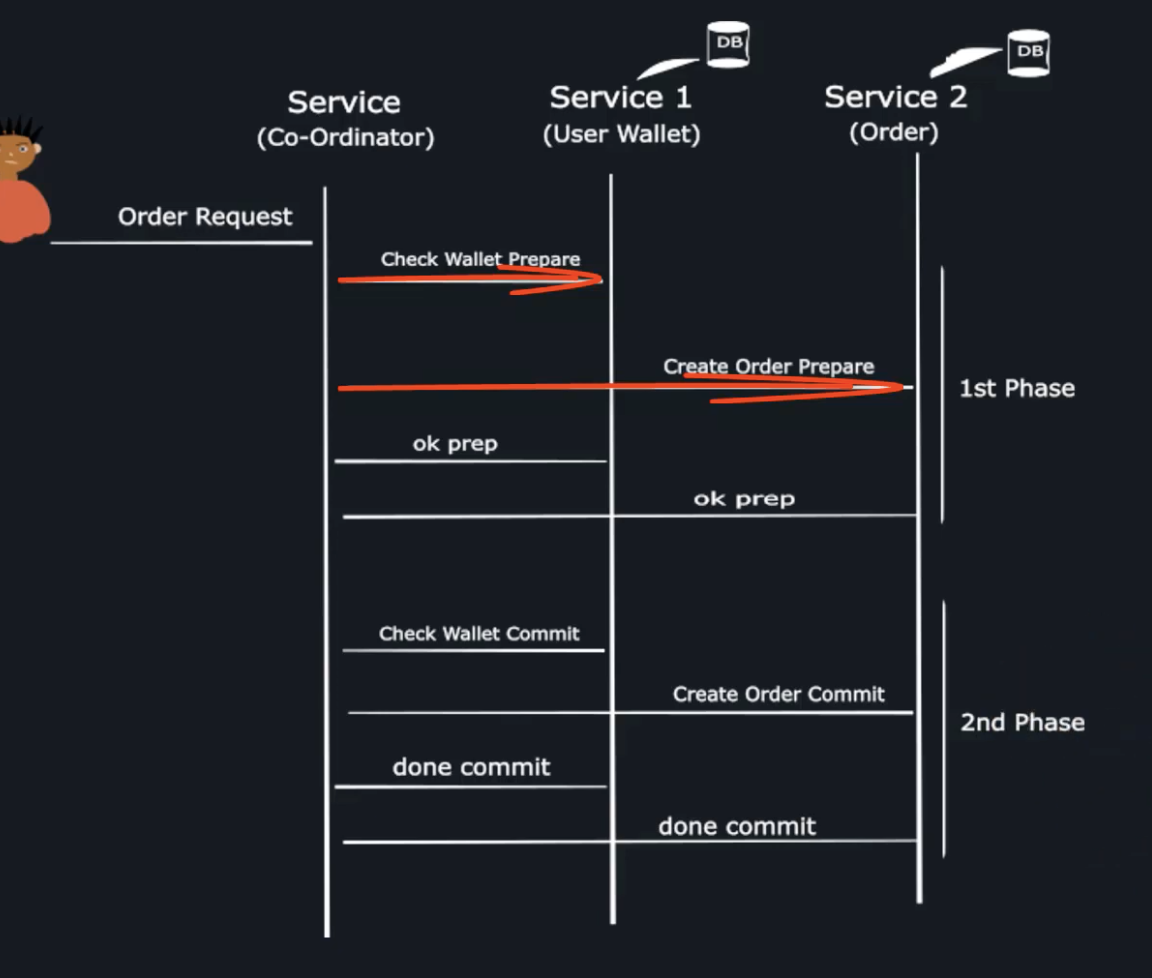 DB
DB
Service
(Co-Ordinator)
Service 1
(User Wallet)
Service 2
(Order)
Order Request
Check Wallet Prepare
Create Order Prepare
1st Phase
ok prep
ok prep
Check Wallet Commit
Create Order Commit
2nd Phase
done commit
done commit